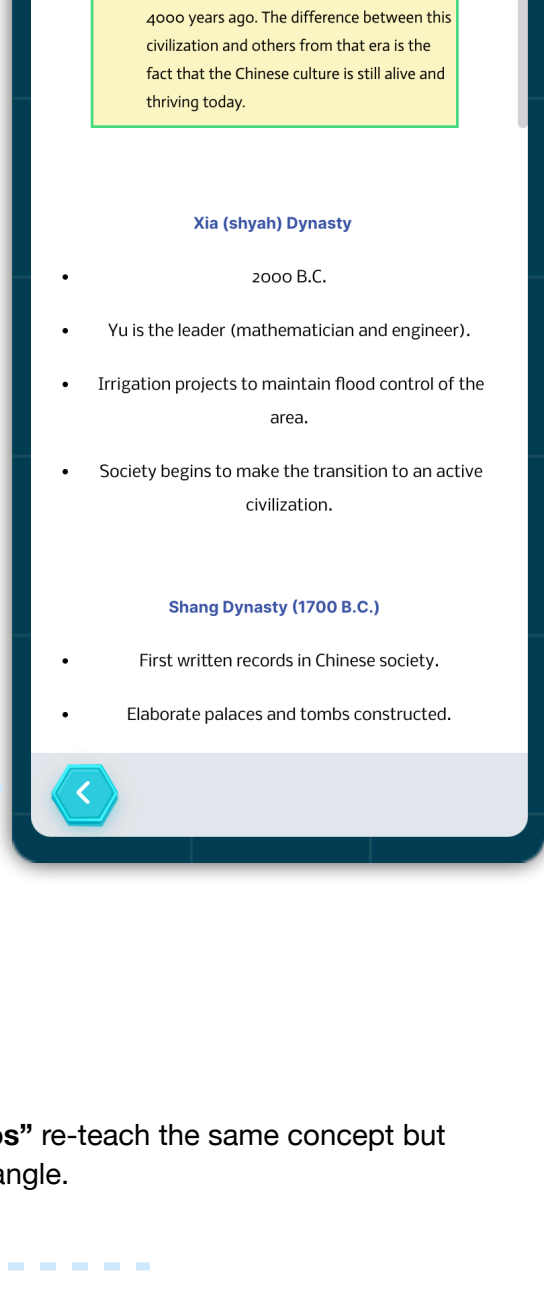 4000 years ago. The difference between this
civilization and others from that era is the
fact that the Chinese culture is still alive and
thriving today.
Xia (shyah) Dynasty
• 2000 B.C.
• Yu is the leader (mathematician and engineer).
• Irrigation projects to maintain flood control of the
area.
• Society begins to make the transition to an active
civilization.
Shang Dynasty (1700 B.C.)
• First written records in Chinese society.
• Elaborate palaces and tombs constructed.
s” re-teach the same concept but
angle.